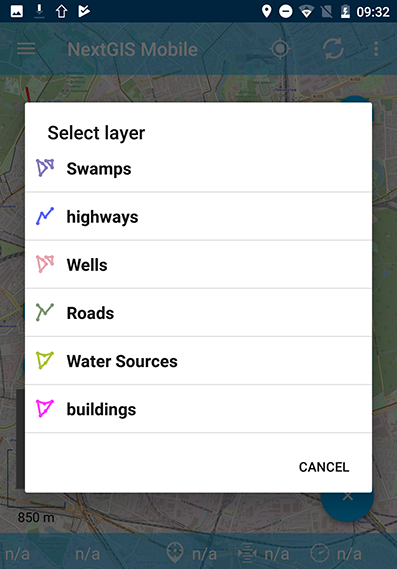 09:32
NextGIS Mobile
Select layer
Swamps
highways
Wells
Roads
Water Sources
buildings
CANCEL
850 m
n/a n/a n/a n/a n/a